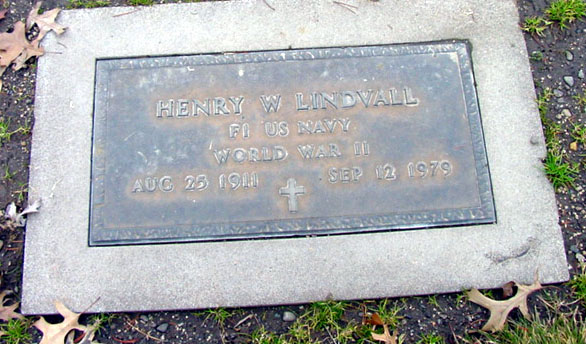 HENRY W LINDVALL
F1 US NAVY
WORLD WAR II
AUG 25 1911 SEP 12 1979